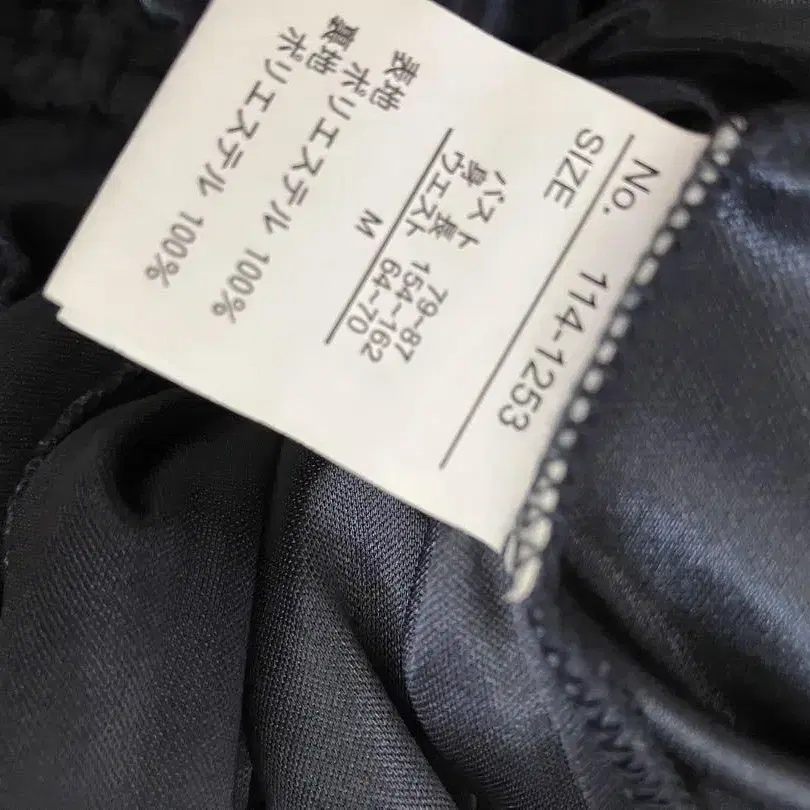 No. 114-1253
SIZE
バスト 79~87
身長 154~162
ウエスト 64~70
M
表地
ポリエステル 100%
裏地
ポリエステル 100%